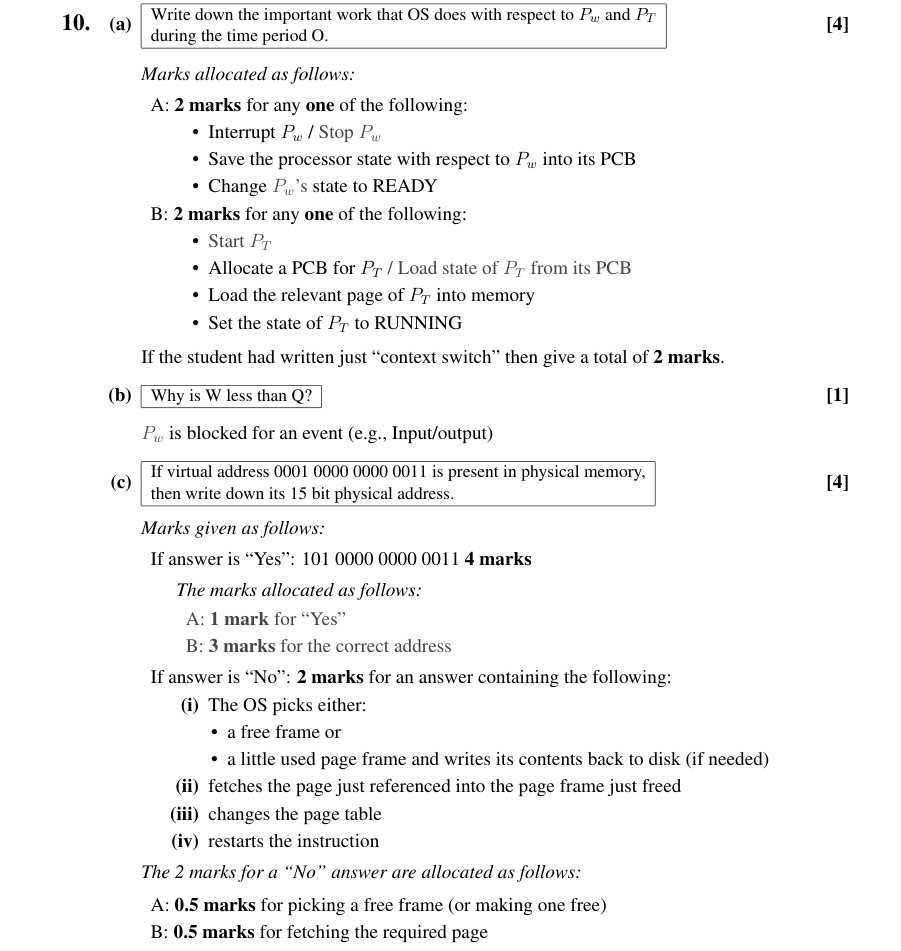 10. (a) Write down the important work that OS does with respect to P_w and P_T [4]
during the time period O.
Marks allocated as follows:
A: 2 marks for any one of the following:
• Interrupt P_w / Stop P_w
• Save the processor state with respect to P_w into its PCB
• Change P_w's state to READY
B: 2 marks for any one of the following:
• Start P_T
• Allocate a PCB for P_T / Load state of P_T from its PCB
• Load the relevant page of P_T into memory
• Set the state of P_T to RUNNING
If the student had written just “context switch” then give a total of 2 marks.
(b) Why is W less than Q? [1]
P_w is blocked for an event (e.g., Input/output)
(c) If virtual address 0001 0000 0000 0011 is present in physical memory, [4]
then write down its 15 bit physical address.
Marks given as follows:
If answer is “Yes”: 101 0000 0000 0011 4 marks
The marks allocated as follows:
A: 1 mark for “Yes”
B: 3 marks for the correct address
If answer is “No”: 2 marks for an answer containing the following:
(i) The OS picks either:
• a free frame or
• a little used page frame and writes its contents back to disk (if needed)
(ii) fetches the page just referenced into the page frame just freed
(iii) changes the page table
(iv) restarts the instruction
The 2 marks for a “No” answer are allocated as follows:
A: 0.5 marks for picking a free frame (or making one free)
B: 0.5 marks for fetching the required page